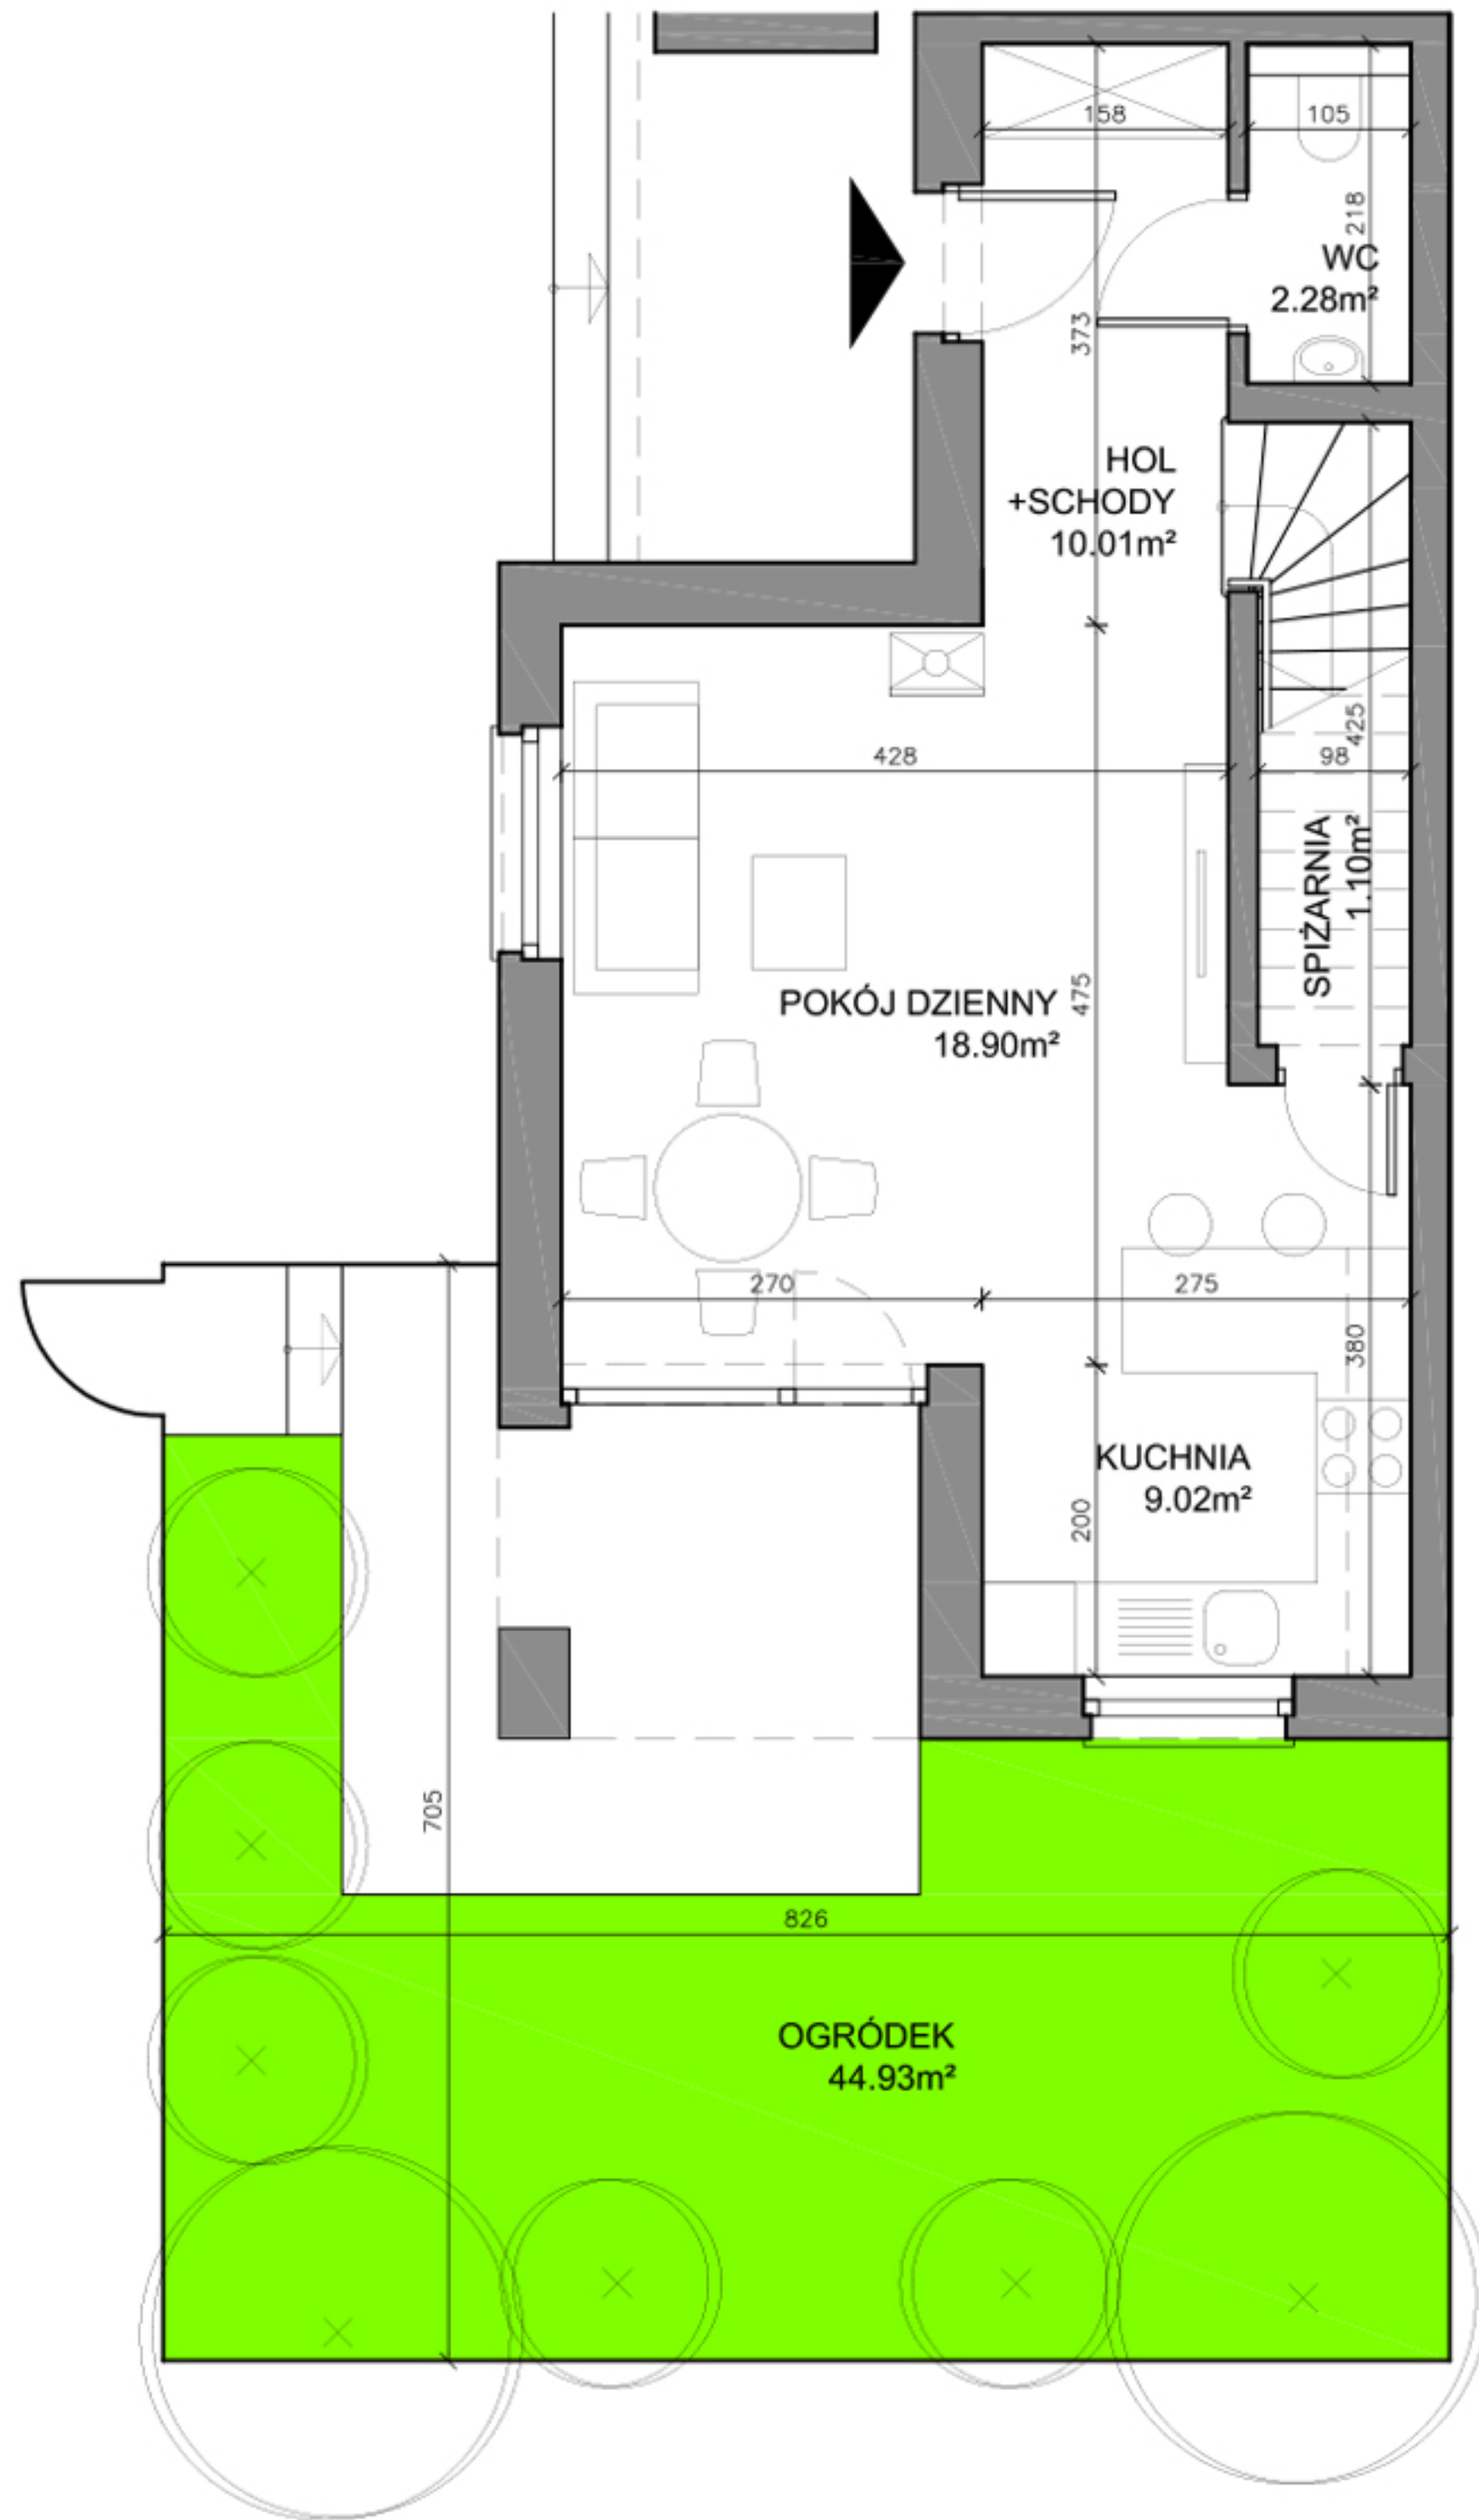 158
105
218
WC
2.28m²
373
HOL
+SCHODY
10.01m²
425
428
98
SPIŻARNIA
1.10m²
475
POKÓJ DZIENNY
18.90m²
270
275
380
KUCHNIA
9.02m²
200
705
826
OGRÓDEK
44.93m²